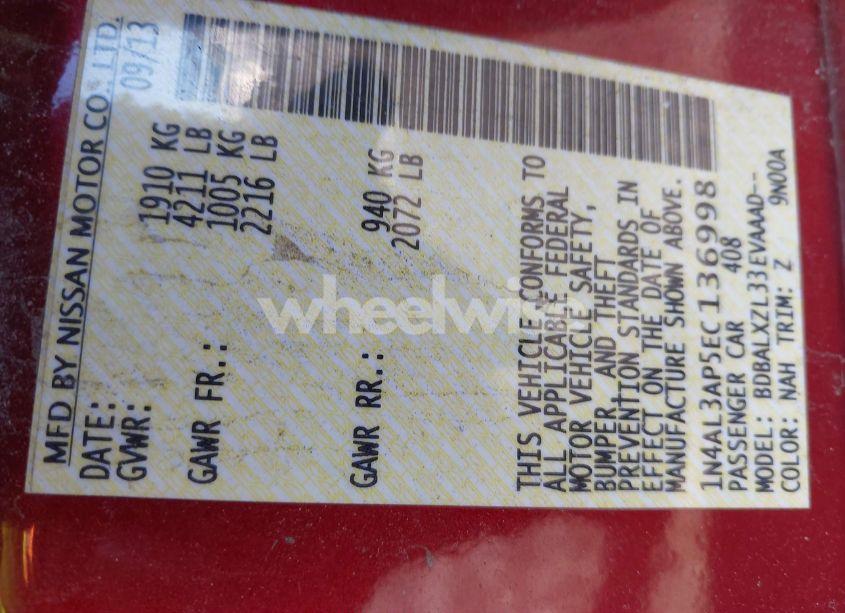 MFD BY NISSAN MOTOR CO., LTD.
DATE: 09/13
GVWR: 1910 KG
4211 LB
GAWR FR.: 1005 KG
2216 LB
GAWR RR.: 940 KG
2072 LB
THIS VEHICLE CONFORMS TO
ALL APPLICABLE FEDERAL
MOTOR VEHICLE SAFETY,
BUMPER AND THEFT
PREVENTION STANDARDS IN
EFFECT ON THE DATE OF
MANUFACTURE SHOWN ABOVE.
1N4AL3AP5EC136998
PASSENGER CAR 408
MODEL: BDBALXZL33EVAAAD--
COLOR: NAH TRIM: Z 9N00A
wheelwise